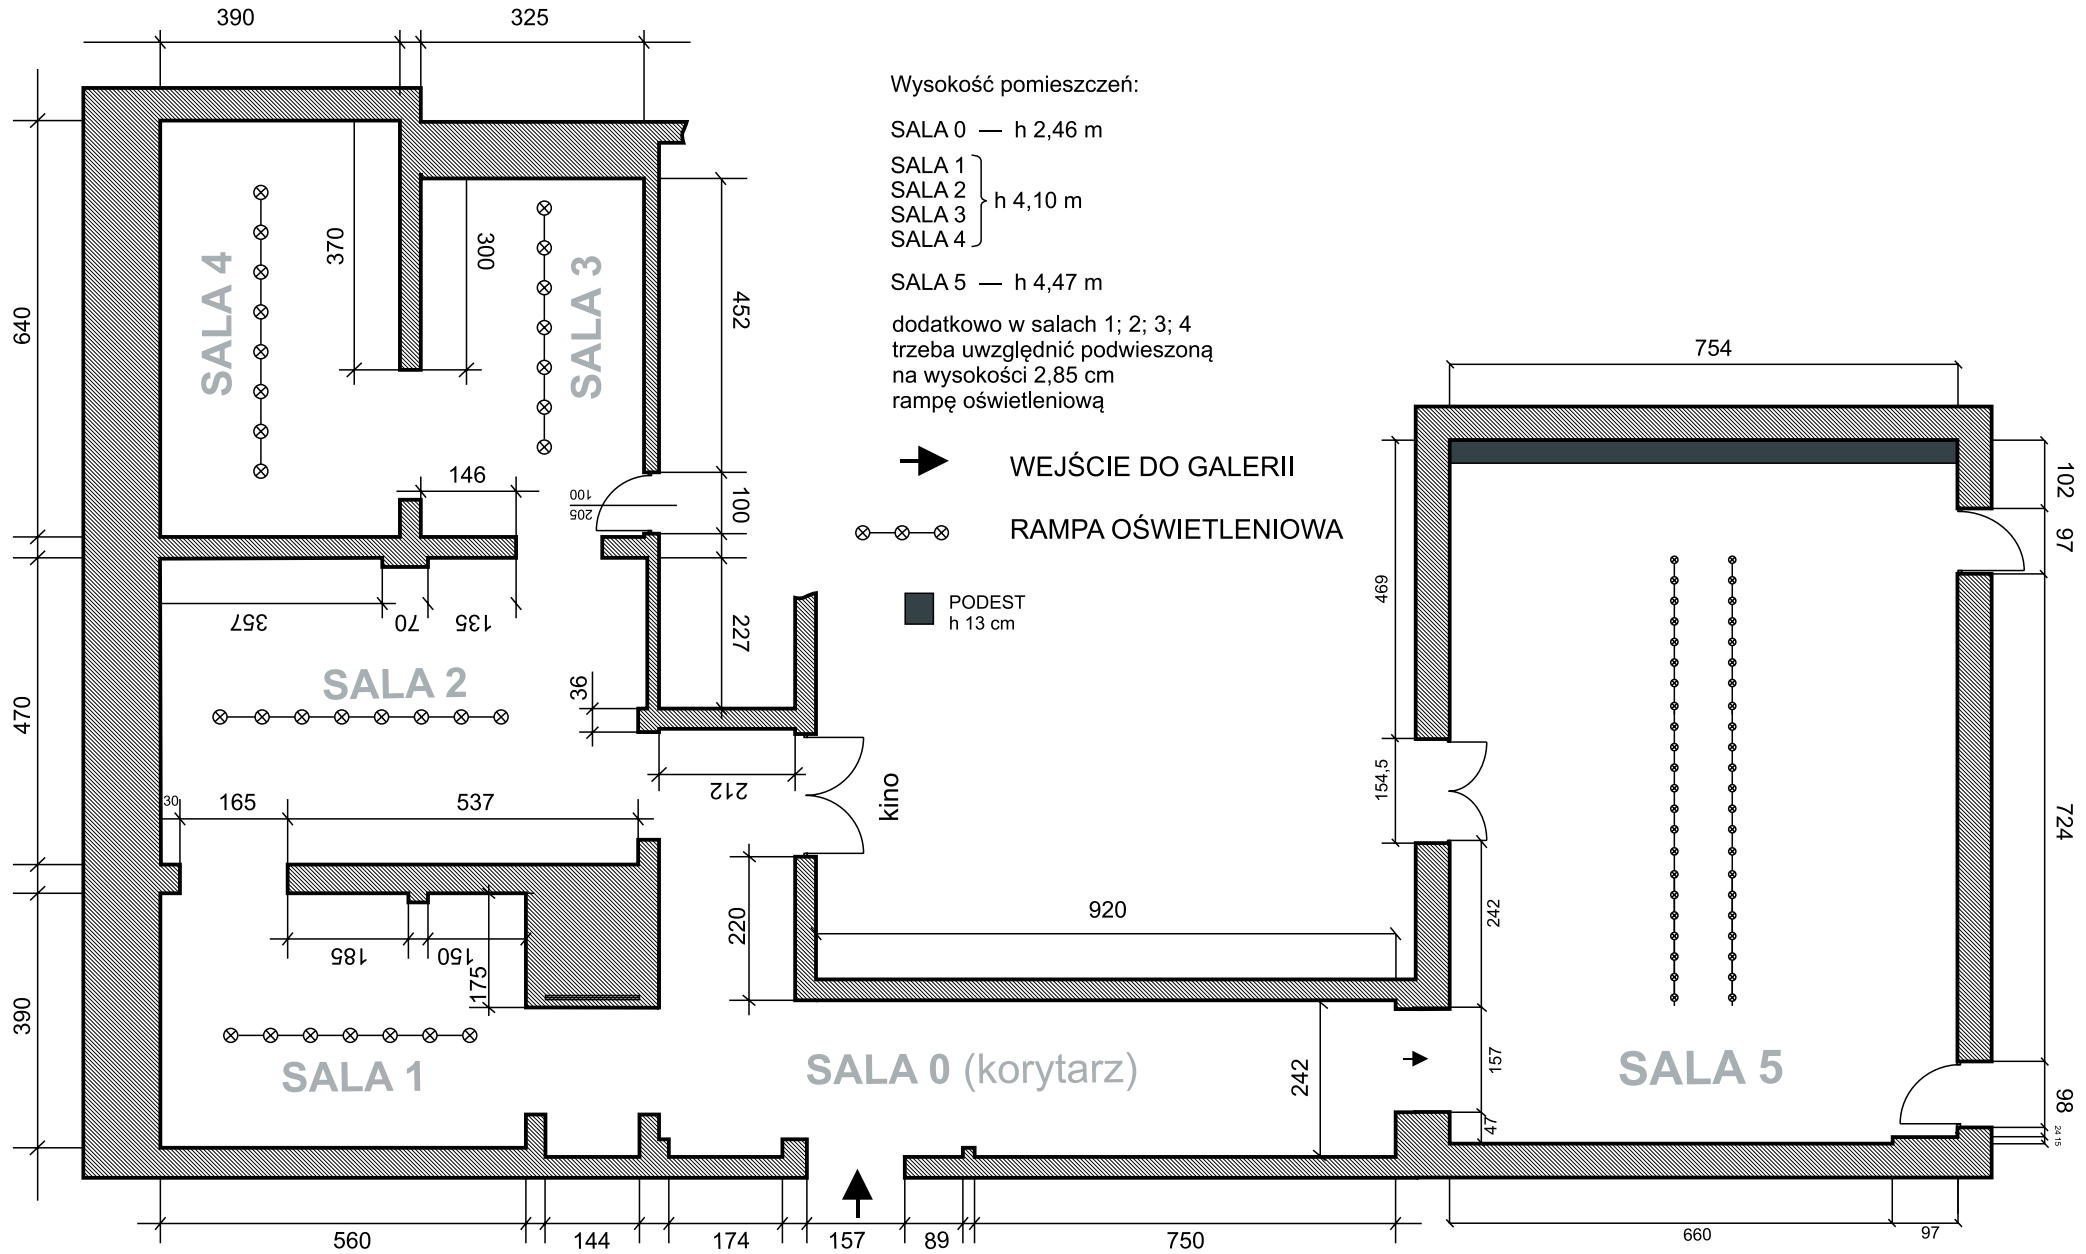 390
325
Wysokość pomieszczeń:
SALA 0 — h 2,46 m
SALA 1
SALA 2
SALA 3
SALA 4
h 4,10 m
SALA 5 — h 4,47 m
dodatkowo w salach 1; 2; 3; 4
trzeba uwzględnić podwieszoną
na wysokości 2,85 cm
rampę oświetleniową
WEJŚCIE DO GALERII
RAMPA OŚWIETLENIOWA
PODEST
h 13 cm
640
SALA 4
370
300
SALA 3
452
146
100
205
100
357
70
135
227
SALA 2
36
470
212
kino
30
165
537
185
150
175
220
920
390
SALA 1
SALA 0 (korytarz)
242
560
144
174
157
89
750
754
469
154,5
242
157
47
102
97
724
98
24 15
SALA 5
660
97